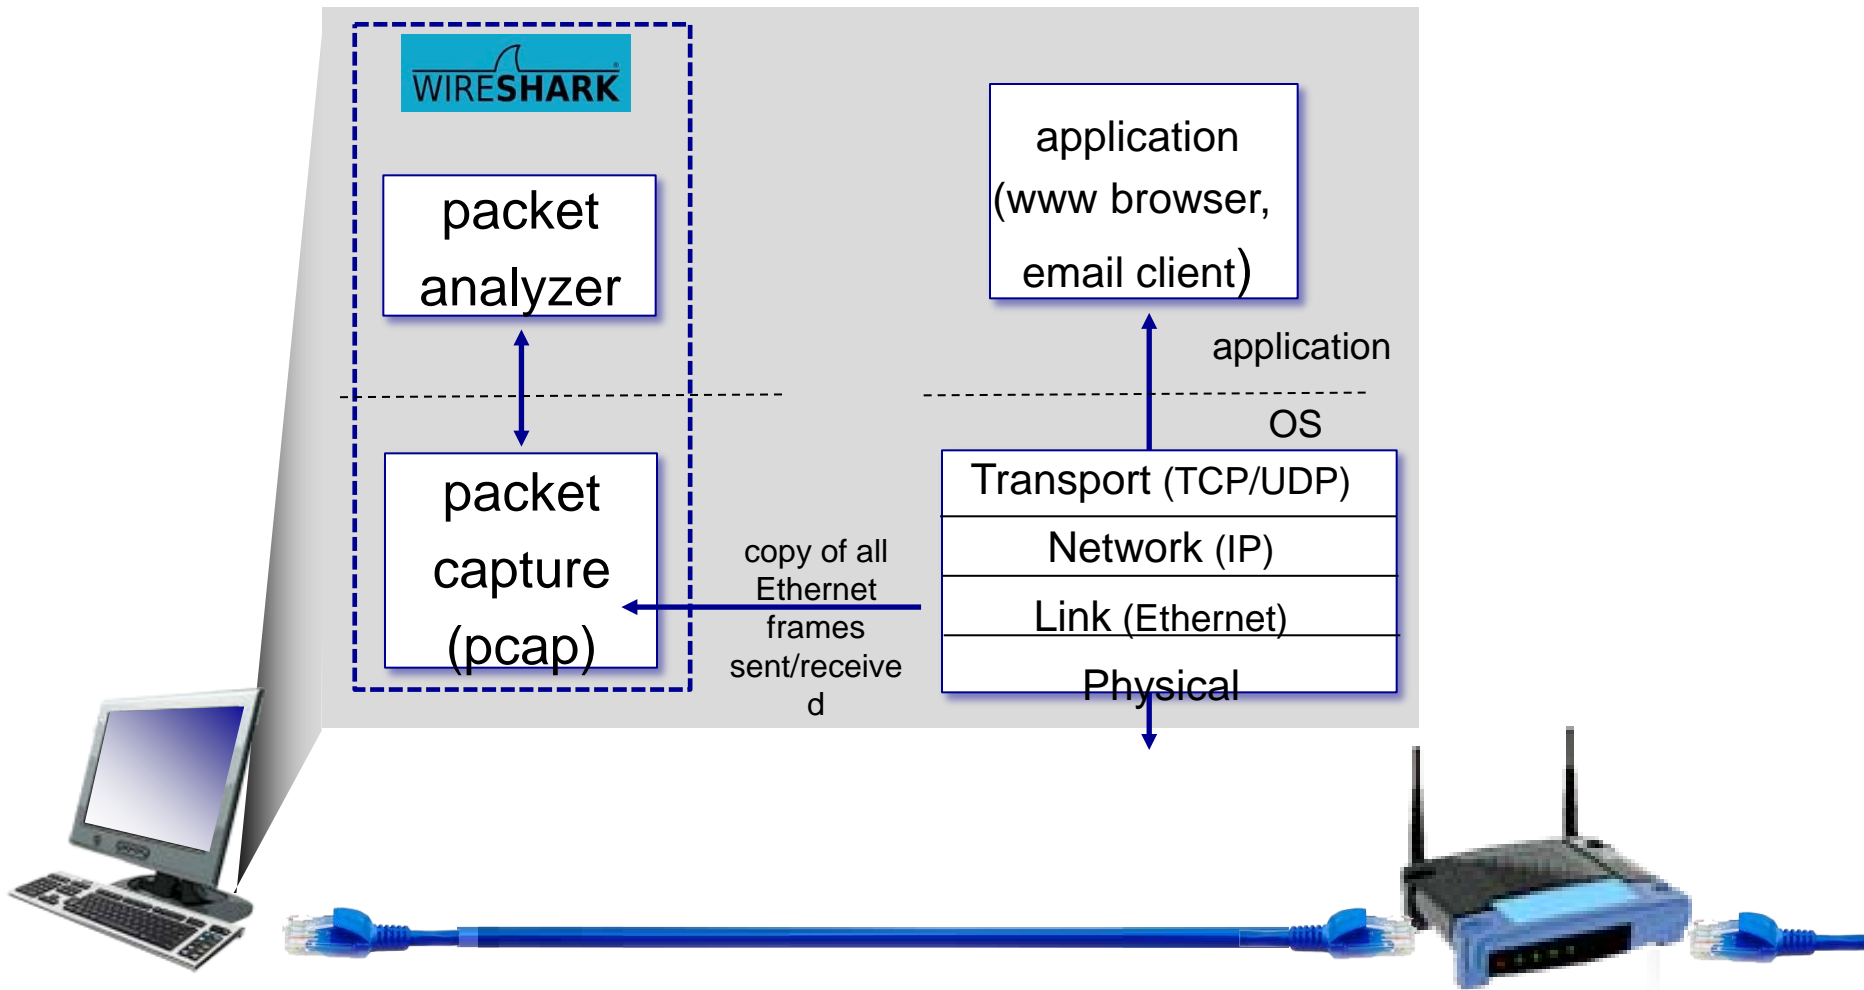 WIRESHARK
packet
analyzer
packet
capture
(pcap)
copy of all
Ethernet
frames
sent/receive
d
application
(www browser,
email client)
application
OS
Transport (TCP/UDP)
Network (IP)
Link (Ethernet)
Physical